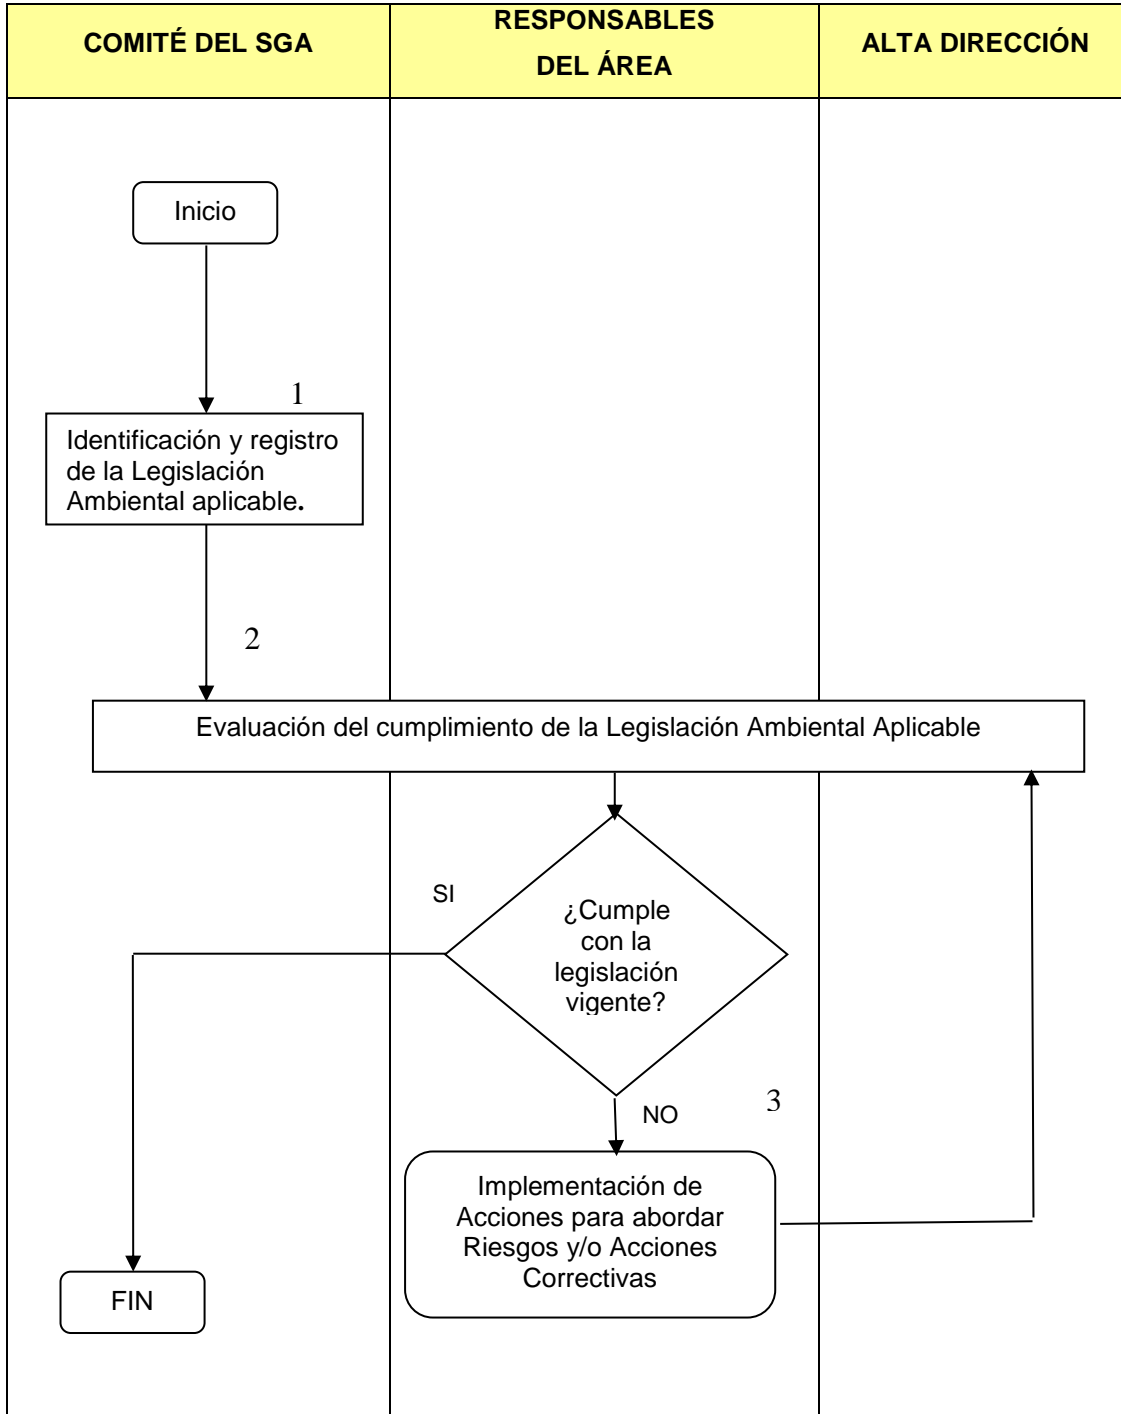 COMITÉ DEL SGA
RESPONSABLES
DEL ÁREA
ALTA DIRECCIÓN
Inicio
1
Identificación y registro
de la Legislación
Ambiental aplicable.
2
Evaluación del cumplimiento de la Legislación Ambiental Aplicable
SI
¿Cumple
con la
legislación
vigente?
NO
3
Implementación de
Acciones para abordar
Riesgos y/o Acciones
Correctivas
FIN